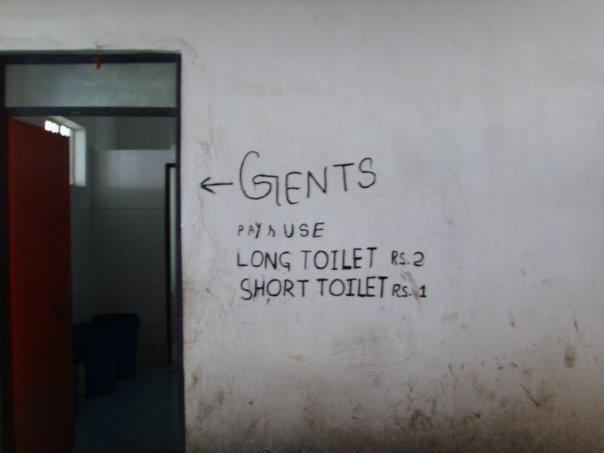 ← GENTS
PAY & USE
LONG TOILET RS. 2
SHORT TOILET RS. 1